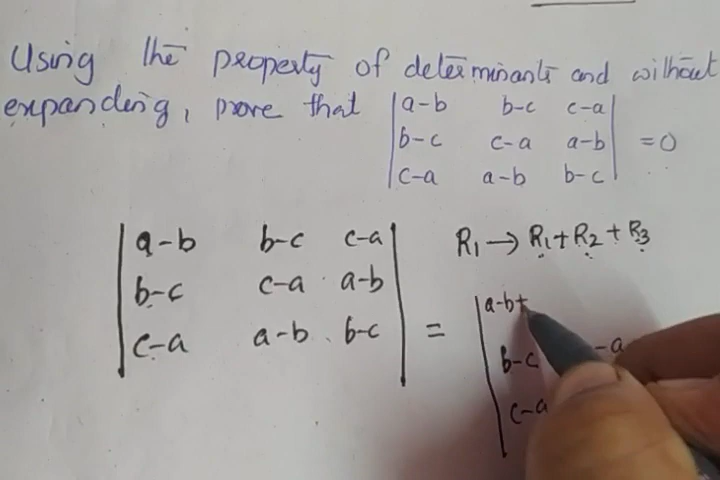 Using the property of determinants and without
expanding, prove that |a-b b-c c-a|
|b-c c-a a-b| =0
|c-a a-b b-c|
|a-b b-c c-a| R₁→R₁+R₂+R₃
|b-c c-a a-b|
|c-a a-b b-c| =
|a-b+
b-c -a
c-a